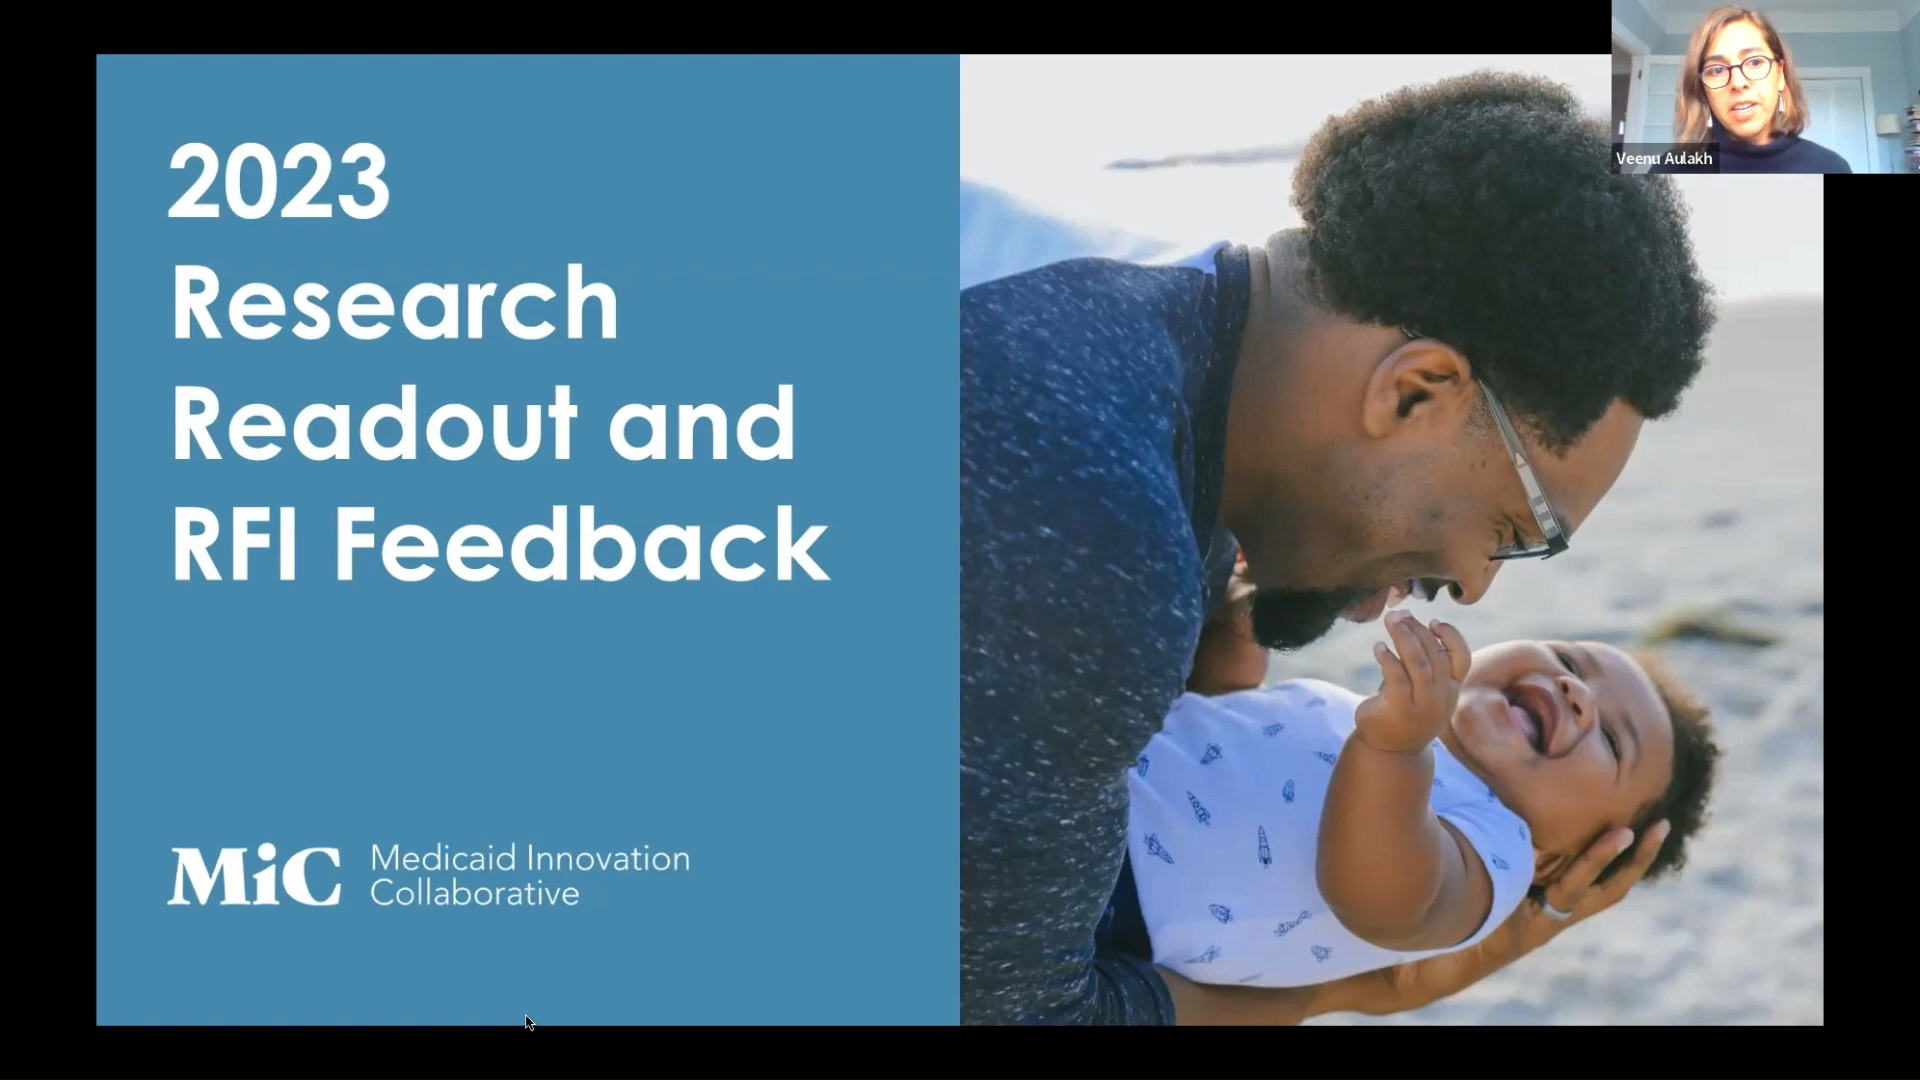 2023
Research
Readout and
RFI Feedback
MiC
Medicaid Innovation
Collaborative
Veenu Aulakh